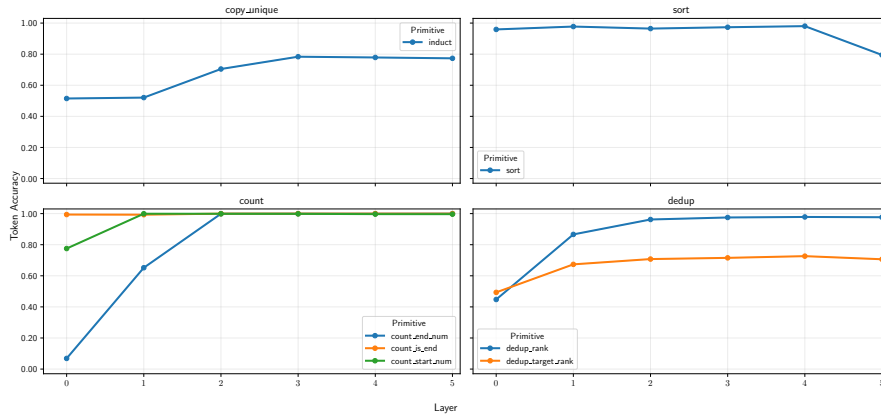 copy_unique
1.00
0.80
0.60
0.40
0.20
0.00
Primitive
induct
sort
Primitive
sort
Token Accuracy
count
1.00
0.80
0.60
0.40
0.20
0.00
0 1 2 3 4 5
Primitive
count_end_num
count_is_end
count_start_num
dedup
0 1 2 3 4 5
Primitive
dedup_rank
dedup_target_rank
Layer